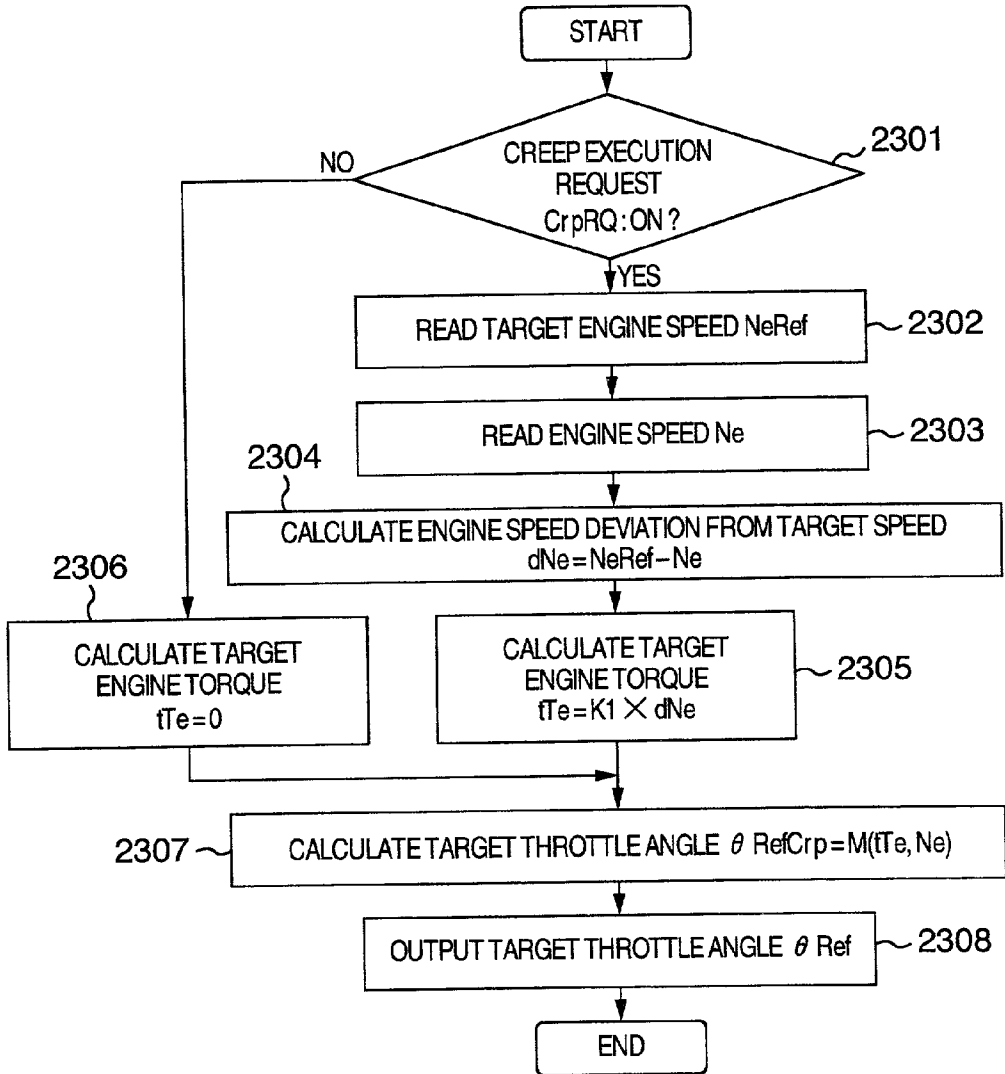 START
CREEP EXECUTION
REQUEST
CrpRQ:ON?
2301
NO
YES
READ TARGET ENGINE SPEED NeRef
2302
READ ENGINE SPEED Ne
2303
2304
CALCULATE ENGINE SPEED DEVIATION FROM TARGET SPEED
dNe=NeRef-Ne
2306
CALCULATE TARGET
ENGINE TORQUE
tTe=0
CALCULATE TARGET
ENGINE TORQUE
tTe=K1×dNe
2305
2307
CALCULATE TARGET THROTTLE ANGLE θ RefCrp=M(tTe, Ne)
OUTPUT TARGET THROTTLE ANGLE θ Ref
2308
END